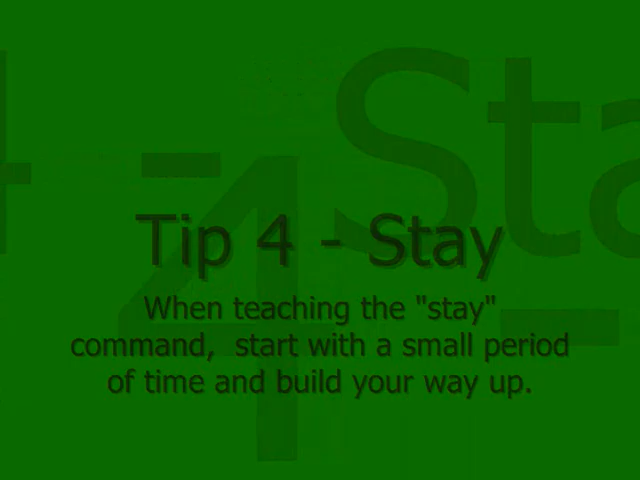 Tip 4 - Stay
When teaching the "stay"
command, start with a small period
of time and build your way up.